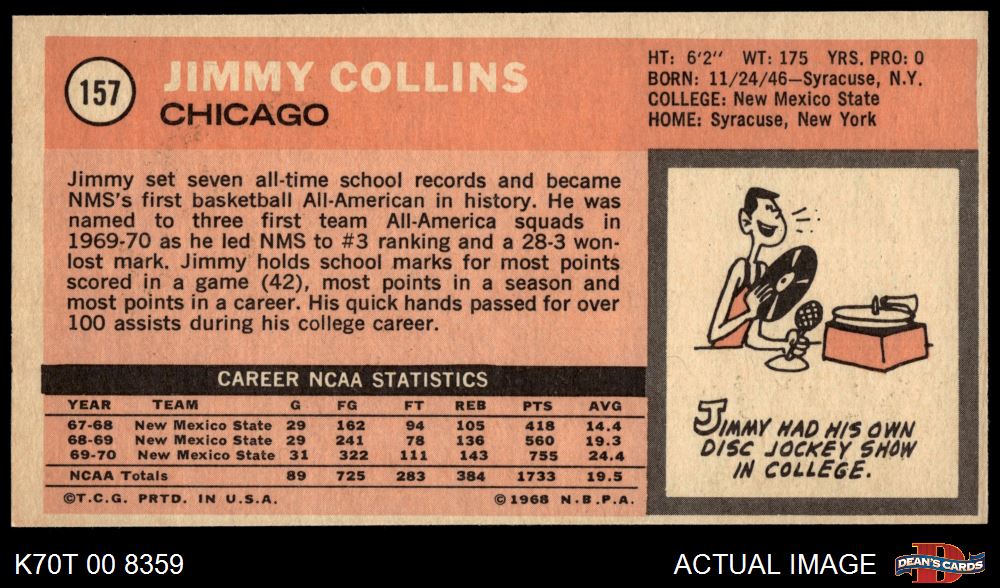 157
JIMMY COLLINS
CHICAGO
HT: 6'2" WT: 175 YRS. PRO: 0
BORN: 11/24/46—Syracuse, N.Y.
COLLEGE: New Mexico State
HOME: Syracuse, New York
Jimmy set seven all-time school records and became
NMS's first basketball All-American in history. He was
named to three first team All-America squads in
1969-70 as he led NMS to #3 ranking and a 28-3 won-
lost mark. Jimmy holds school marks for most points
scored in a game (42), most points in a season and
most points in a career. His quick hands passed for over
100 assists during his college career.
CAREER NCAA STATISTICS
YEAR TEAM G FG FT REB PTS AVG
67-68 New Mexico State 29 162 94 105 418 14.4
68-69 New Mexico State 29 241 78 136 560 19.3
69-70 New Mexico State 31 322 111 143 755 24.4
NCAA Totals 89 725 283 384 1733 19.5
©T.C.G. PRTD. IN U.S.A. ©1968 N.B.P.A.
JIMMY HAD HIS OWN
DISC JOCKEY SHOW
IN COLLEGE.
K70T 00 8359 ACTUAL IMAGE
D
DEAN'S CARDS